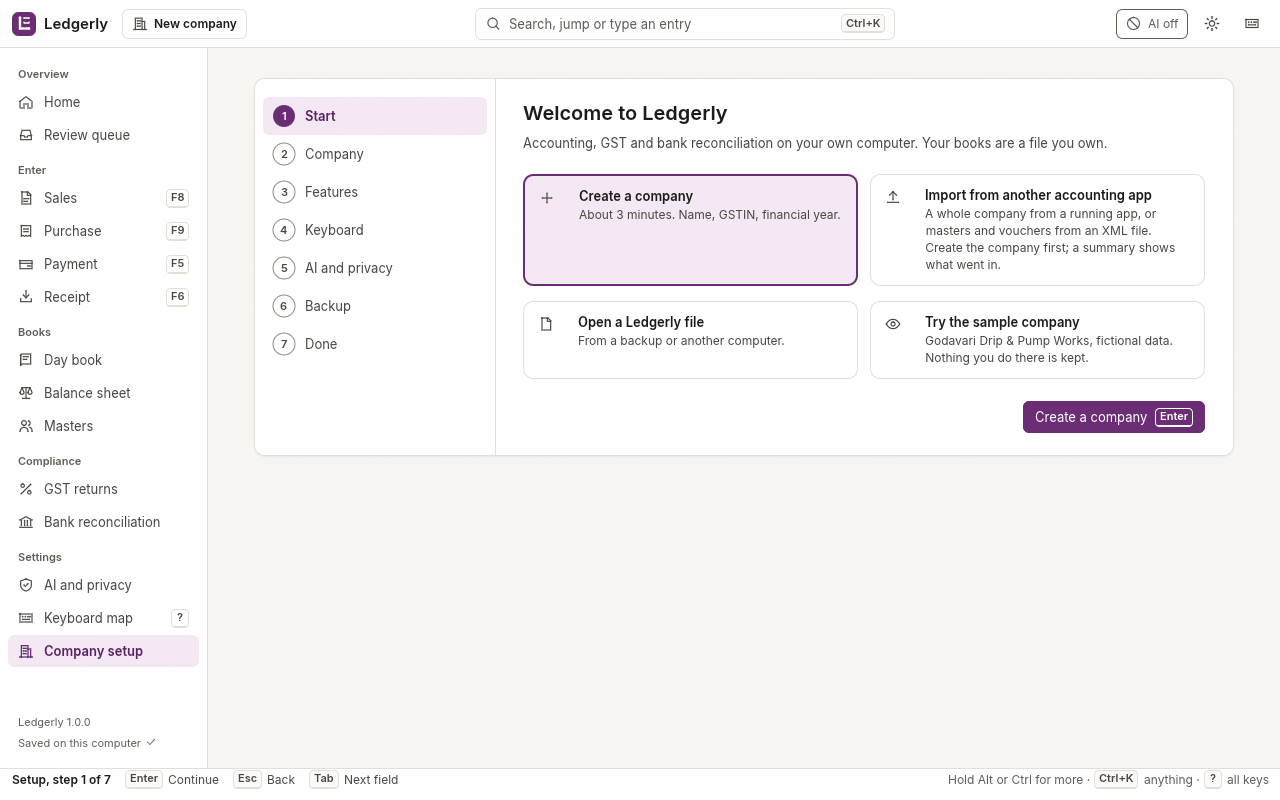 Ledgerly
New company
Search, jump or type an entry
Ctrl+K
AI off
Overview
Home
Review queue
Enter
Sales F8
Purchase F9
Payment F5
Receipt F6
Books
Day book
Balance sheet
Masters
Compliance
GST returns
Bank reconciliation
Settings
AI and privacy
Keyboard map ?
Company setup
Ledgerly 1.0.0
Saved on this computer
1 Start
2 Company
3 Features
4 Keyboard
5 AI and privacy
6 Backup
7 Done
Welcome to Ledgerly
Accounting, GST and bank reconciliation on your own computer. Your books are a file you own.
Create a company
About 3 minutes. Name, GSTIN, financial year.
Import from another accounting app
A whole company from a running app, or
masters and vouchers from an XML file.
Create the company first; a summary shows
what went in.
Open a Ledgerly file
From a backup or another computer.
Try the sample company
Godavari Drip & Pump Works, fictional data.
Nothing you do there is kept.
Create a company Enter
Setup, step 1 of 7 Enter Continue Esc Back Tab Next field
Hold Alt or Ctrl for more · Ctrl+K anything · ? all keys